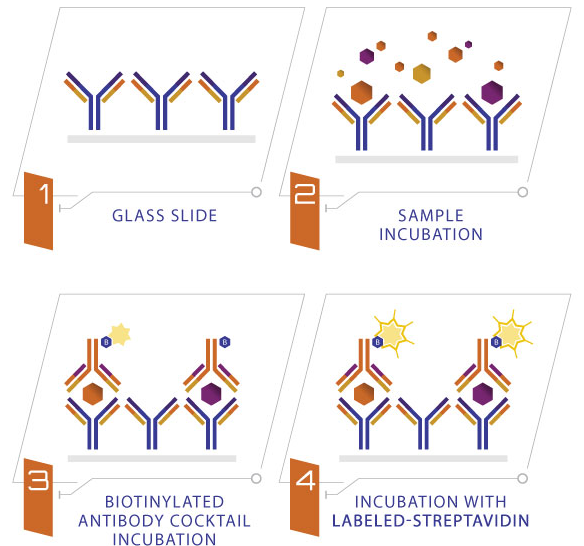 1
GLASS SLIDE
2
SAMPLE
INCUBATION
B
B
3
BIOTINYLATED
ANTIBODY COCKTAIL
INCUBATION
B
B
4
INCUBATION WITH
LABELED-STREPTAVIDIN